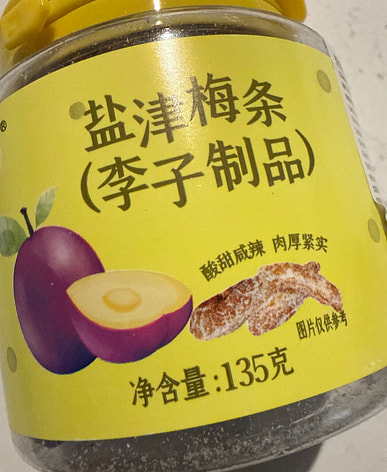 ®
盐津梅条
(李子制品)
酸甜咸辣 肉厚紧实
图片仅供参考
净含量:135克